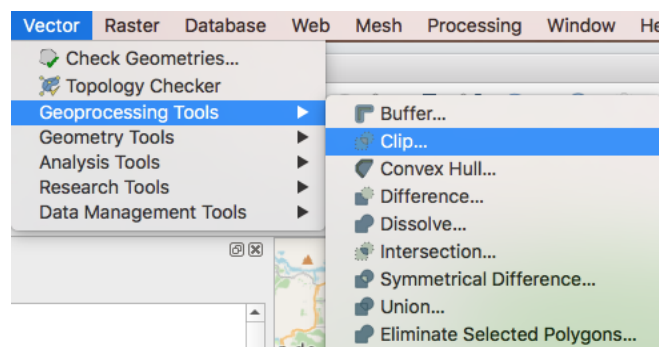 Vector Raster Database Web Mesh Processing Window He
Check Geometries...
Topology Checker
Geoprocessing Tools
Geometry Tools
Analysis Tools
Research Tools
Data Management Tools
Buffer...
Clip...
Convex Hull...
Difference...
Dissolve...
Intersection...
Symmetrical Difference...
Union...
Eliminate Selected Polygons...